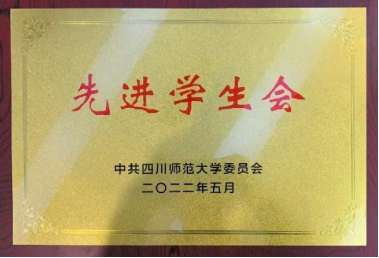 先进学生会
中共四川师范大学委员会
二〇二二年五月